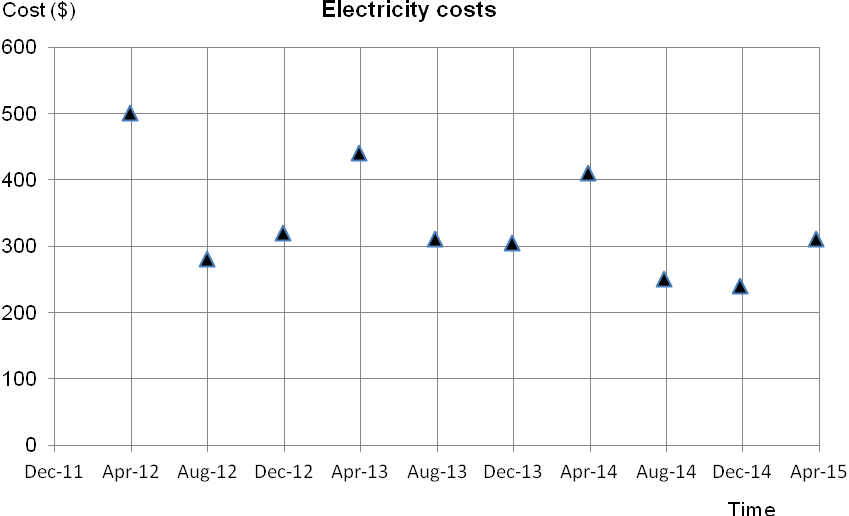 Cost ($)
Electricity costs
600
500
400
300
200
100
0
Dec-11 Apr-12 Aug-12 Dec-12 Apr-13 Aug-13 Dec-13 Apr-14 Aug-14 Dec-14 Apr-15
Time